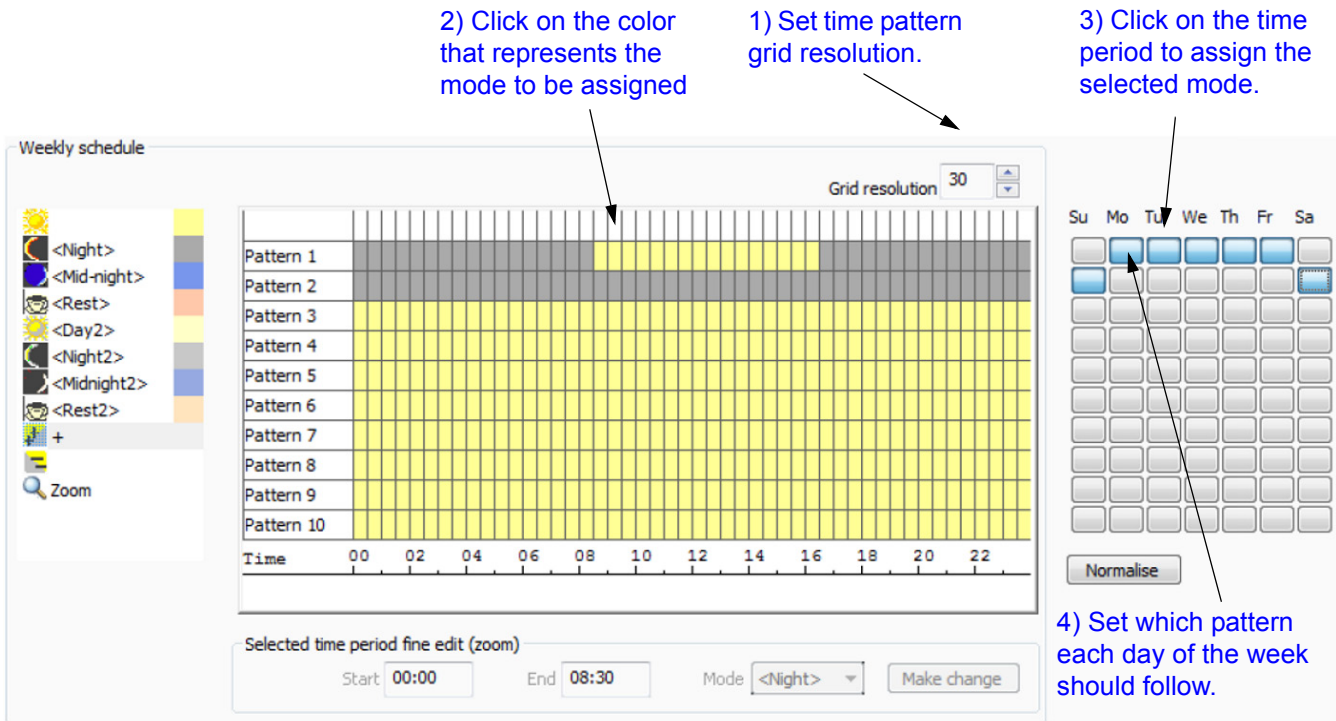 2) Click on the color
that represents the
mode to be assigned
1) Set time pattern
grid resolution.
3) Click on the time
period to assign the
selected mode.
Weekly schedule
Grid resolution 30
<Night>
<Mid-night>
<Rest>
<Day2>
<Night2>
<Midnight2>
<Rest2>
+
Zoom
Pattern 1
Pattern 2
Pattern 3
Pattern 4
Pattern 5
Pattern 6
Pattern 7
Pattern 8
Pattern 9
Pattern 10
Time 00 02 04 06 08 10 12 14 16 18 20 22
Su Mo Tu We Th Fr Sa
Normalise
4) Set which pattern
each day of the week
should follow.
Selected time period fine edit (zoom)
Start 00:00 End 08:30 Mode <Night> Make change